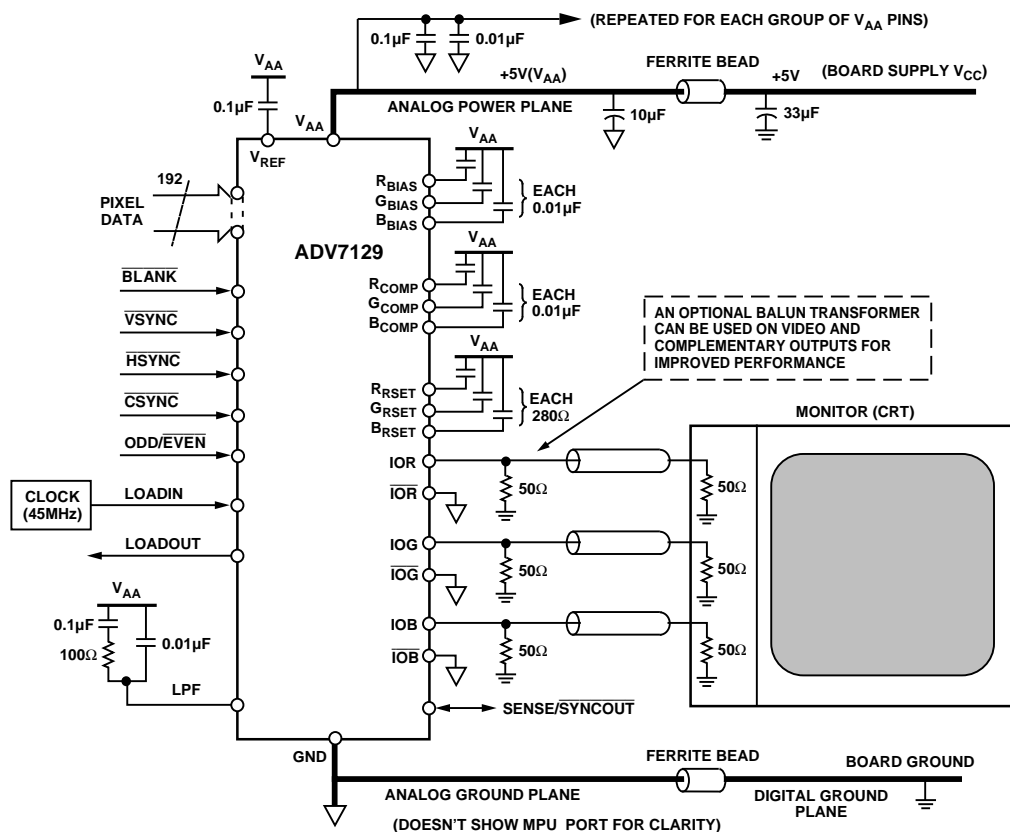 (REPEATED FOR EACH GROUP OF VAA PINS)
0.1µF
0.01µF
FERRITE BEAD
VAA
+5V(VAA)
+5V
(BOARD SUPPLY VCC)
ANALOG POWER PLANE
0.1µF
10µF
33µF
VAA
VREF
VAA
192
PIXEL
DATA
RBIAS
GBIAS
BBIAS
EACH
0.01µF
ADV7129
VAA
BLANK
RCOMP
GCOMP
BCOMP
EACH
0.01µF
VSYNC
AN OPTIONAL BALUN TRANSFORMER
CAN BE USED ON VIDEO AND
COMPLEMENTARY OUTPUTS FOR
IMPROVED PERFORMANCE
HSYNC
VAA
RRSET
GRSET
BRSET
EACH
280Ω
CSYNC
MONITOR (CRT)
ODD/EVEN
IOR
50Ω
50Ω
IOR
CLOCK
(45MHz)
LOADIN
LOADOUT
IOG
50Ω
50Ω
IOG
VAA
0.1µF
0.01µF
100Ω
IOB
50Ω
50Ω
IOB
LPF
SENSE/SYNCOUT
GND
FERRITE BEAD
BOARD GROUND
ANALOG GROUND PLANE
DIGITAL GROUND
PLANE
(DOESN'T SHOW MPU PORT FOR CLARITY)